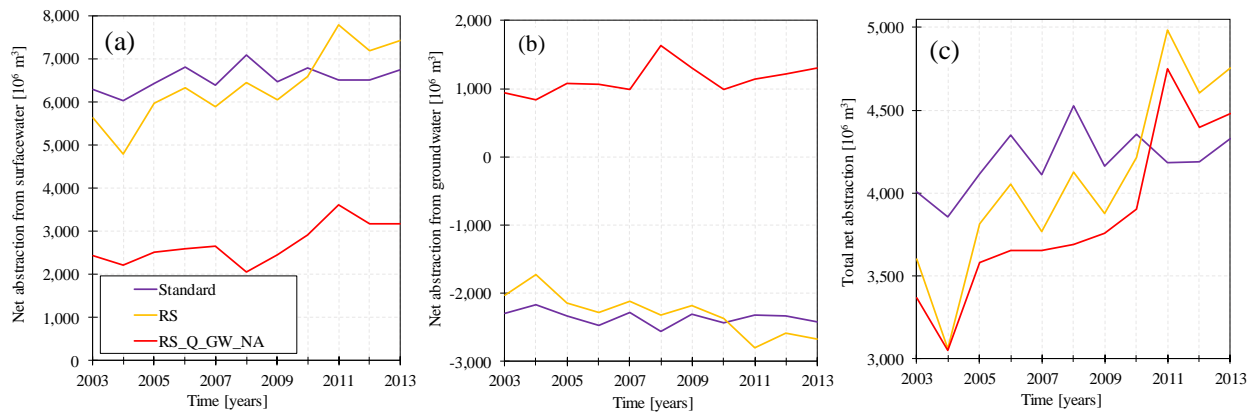 (a)
Net abstraction from surfacewater [10⁶ m³]
8,000
7,000
6,000
5,000
4,000
3,000
2,000
1,000
0
Standard
RS
RS_Q_GW_NA
2003 2005 2007 2009 2011 2013
Time [years]
(b)
Net abstraction from groundwater [10⁶ m³]
2,000
1,000
0
-1,000
-2,000
-3,000
2003 2005 2007 2009 2011 2013
Time [years]
(c)
Total net abstraction [10⁶ m³]
5,000
4,500
4,000
3,500
3,000
2003 2005 2007 2009 2011 2013
Time [years]